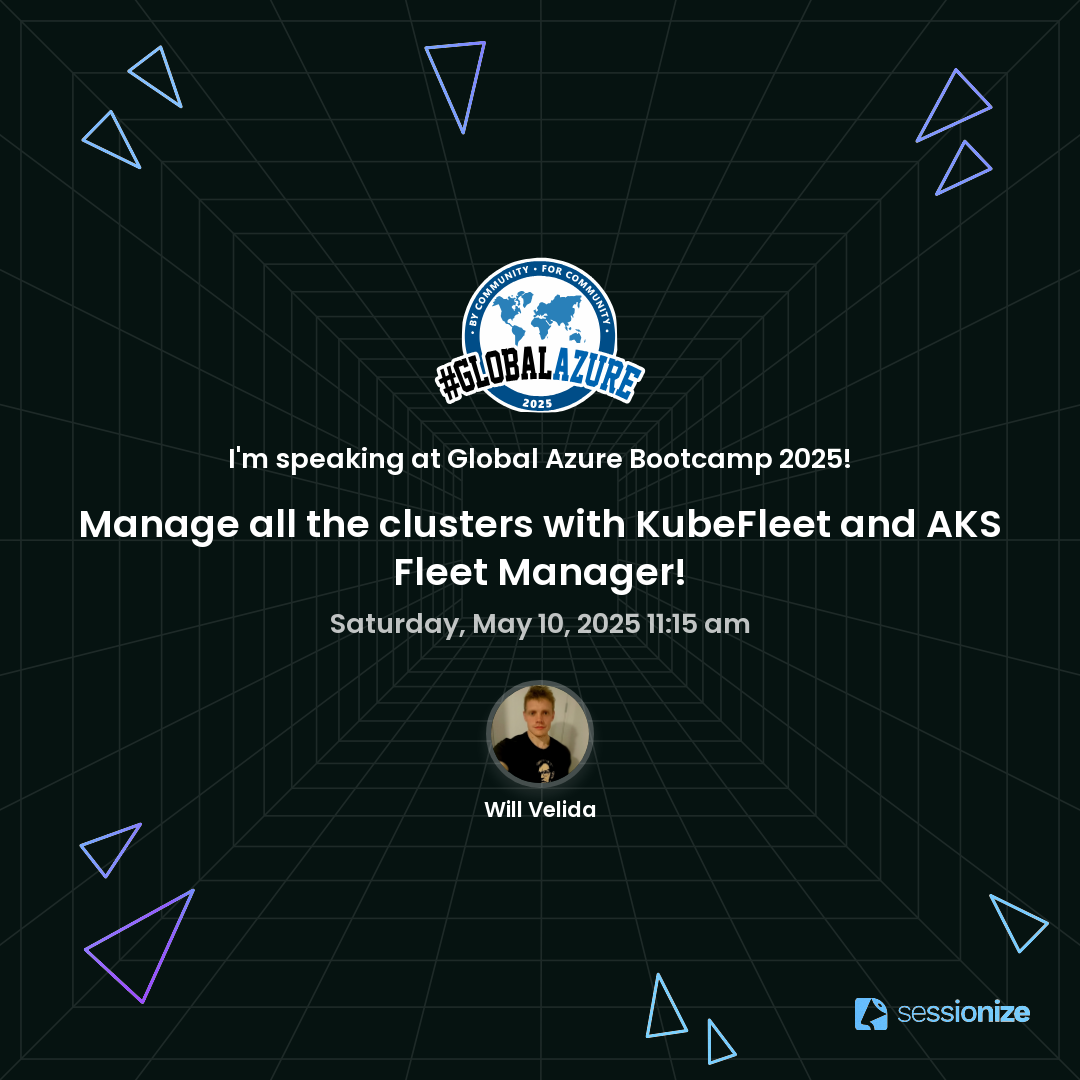 • BY COMMUNITY • FOR COMMUNITY •
#GLOBALAZURE
2025
I'm speaking at Global Azure Bootcamp 2025!
Manage all the clusters with KubeFleet and AKS
Fleet Manager!
Saturday, May 10, 2025 11:15 am
Will Velida
sessionize